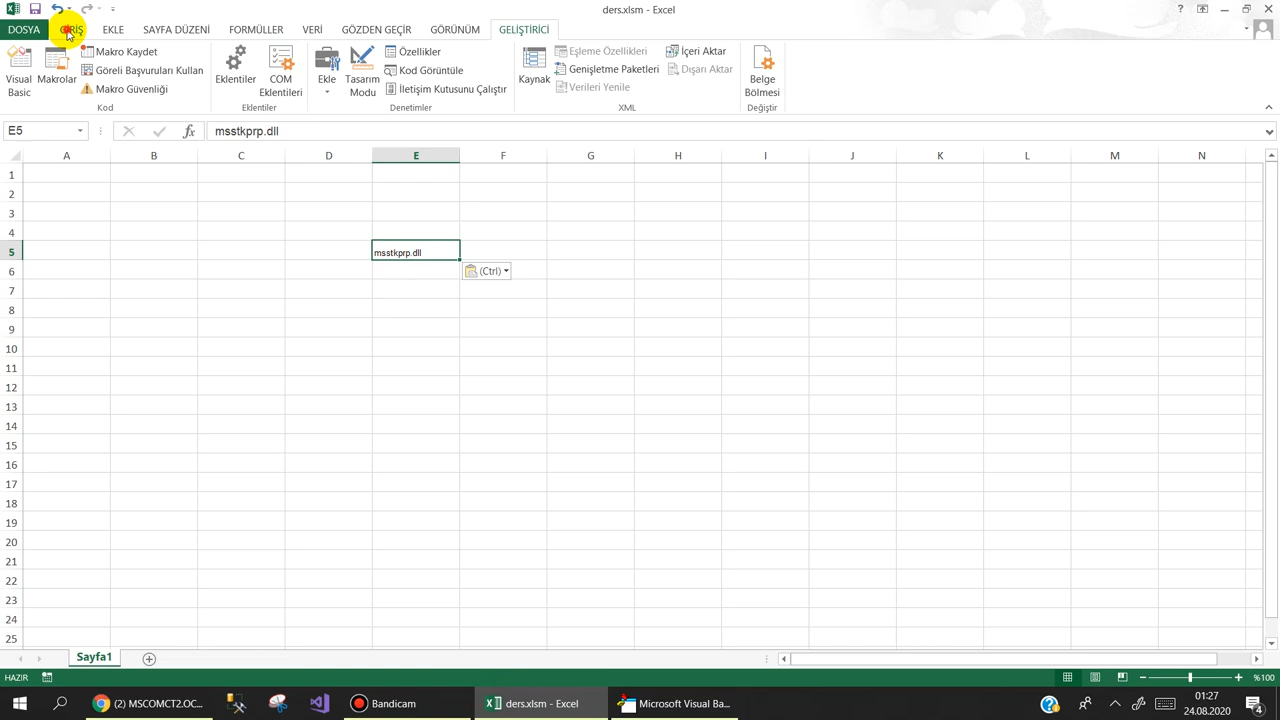 ders.xlsm - Excel
DOSYA GİRİŞ EKLE SAYFA DÜZENİ FORMÜLLER VERİ GÖZDEN GEÇİR GÖRÜNÜM GELİŞTİRİCİ
Visual Basic
Makrolar
Makro Kaydet
Göreli Başvuruları Kullan
Makro Güvenliği
Kod
Eklentiler
COM Eklentileri
Eklentiler
Ekle
Tasarım Modu
Özellikler
Kod Görüntüle
İletişim Kutusunu Çalıştır
Denetimler
Kaynak
Eşleme Özellikleri
Genişletme Paketleri
Verileri Yenile
İçeri Aktar
Dışarı Aktar
XML
Belge Bölmesi
Değiştir
E5 fx msstkprp.dll
A B C D E F G H I J K L M N
1
2
3
4
5 msstkprp.dll
6 (Ctrl)
7
8
9
10
11
12
13
14
15
16
17
18
19
20
21
22
23
24
25
Sayfa1
HAZIR %100
(2) MSCOMCT2.OC... Bandicam ders.xlsm - Excel Microsoft Visual Ba... 01:27
24.08.2020 4